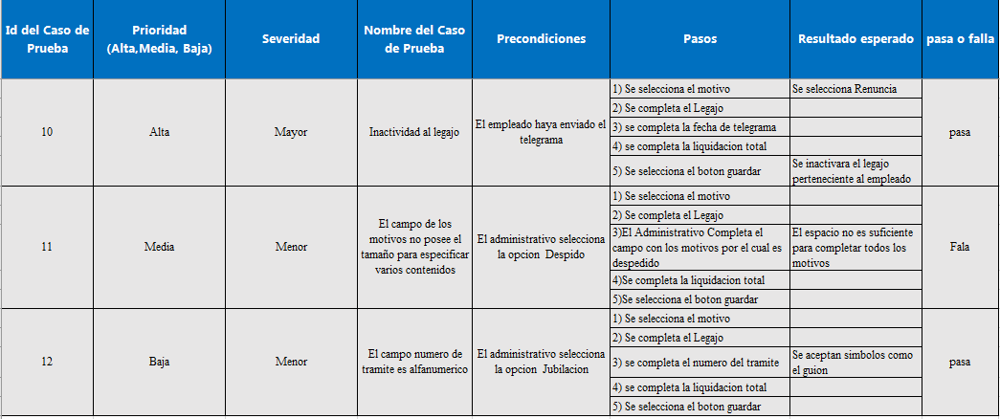 Id del Caso de
Prueba
Prioridad
(Alta,Media, Baja)
Severidad
Nombre del Caso
de Prueba
Precondiciones
Pasos
Resultado esperado
pasa o falla
10
Alta
Mayor
Inactividad al legajo
El empleado haya enviado el
telegrama
1) Se selecciona el motivo
Se selecciona Renuncia
2) Se completa el Legajo
3) se completa la fecha de telegrama
4) se completa la liquidacion total
5) Se selecciona el boton guardar
Se inactivara el legajo
perteneciente al empleado
pasa
11
Media
Menor
El campo de los
motivos no posee el
tamaño para especificar
varios contenidos
El administrativo selecciona
la opcion Despido
1) Se selecciona el motivo
2) Se completa el Legajo
3)El Administrativo Completa el
campo con los motivos por el cual es
despedido
El espacio no es suficiente
para completar todos los
motivos
4)Se completa la liquidacion total
5)Se selecciona el boton guardar
Fala
12
Baja
Menor
El campo numero de
tramite es alfanumerico
El administrativo selecciona
la opcion Jubilacion
1) Se selecciona el motivo
2) Se completa el Legajo
3) se completa el numero del tramite
Se aceptan simbolos como
el guion
4) se completa la liquidacion total
5) Se selecciona el boton guardar
pasa